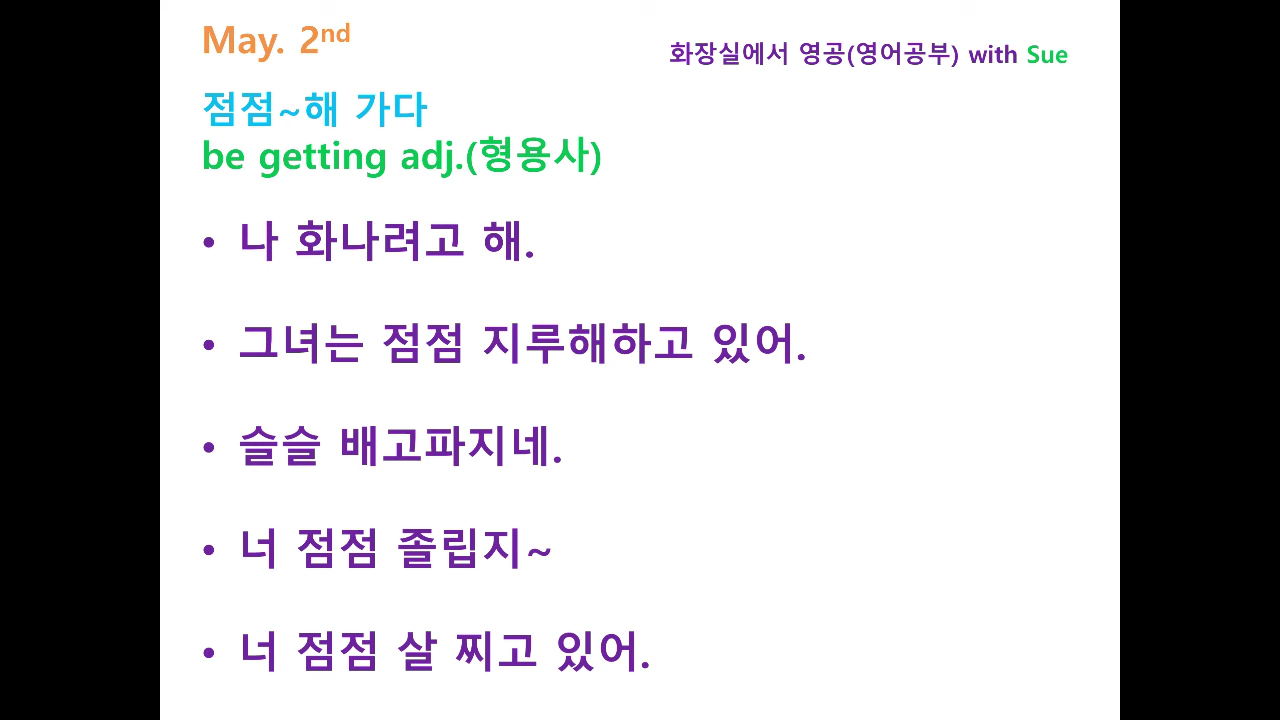 May. 2nd
화장실에서 영공(영어공부) with Sue
점점~해 가다
be getting adj.(형용사)
• 나 화나려고 해.
• 그녀는 점점 지루해하고 있어.
• 슬슬 배고파지네.
• 너 점점 졸립지~
• 너 점점 살 찌고 있어.